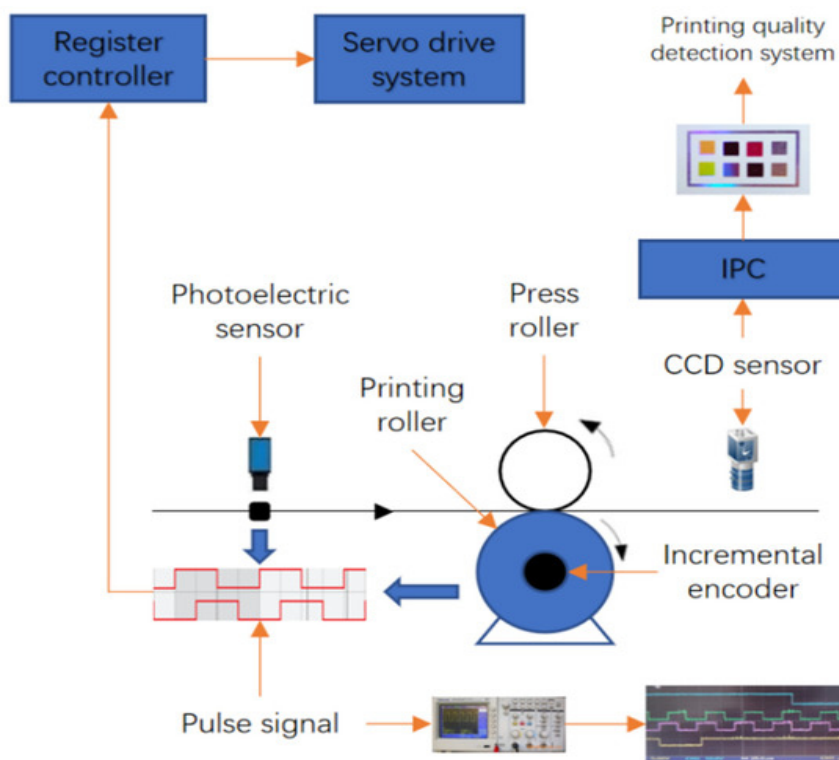 Register
controller
Servo drive
system
Printing quality
detection system
IPC
Photoelectric
sensor
Press
roller
CCD sensor
Printing
roller
Incremental
encoder
Pulse signal